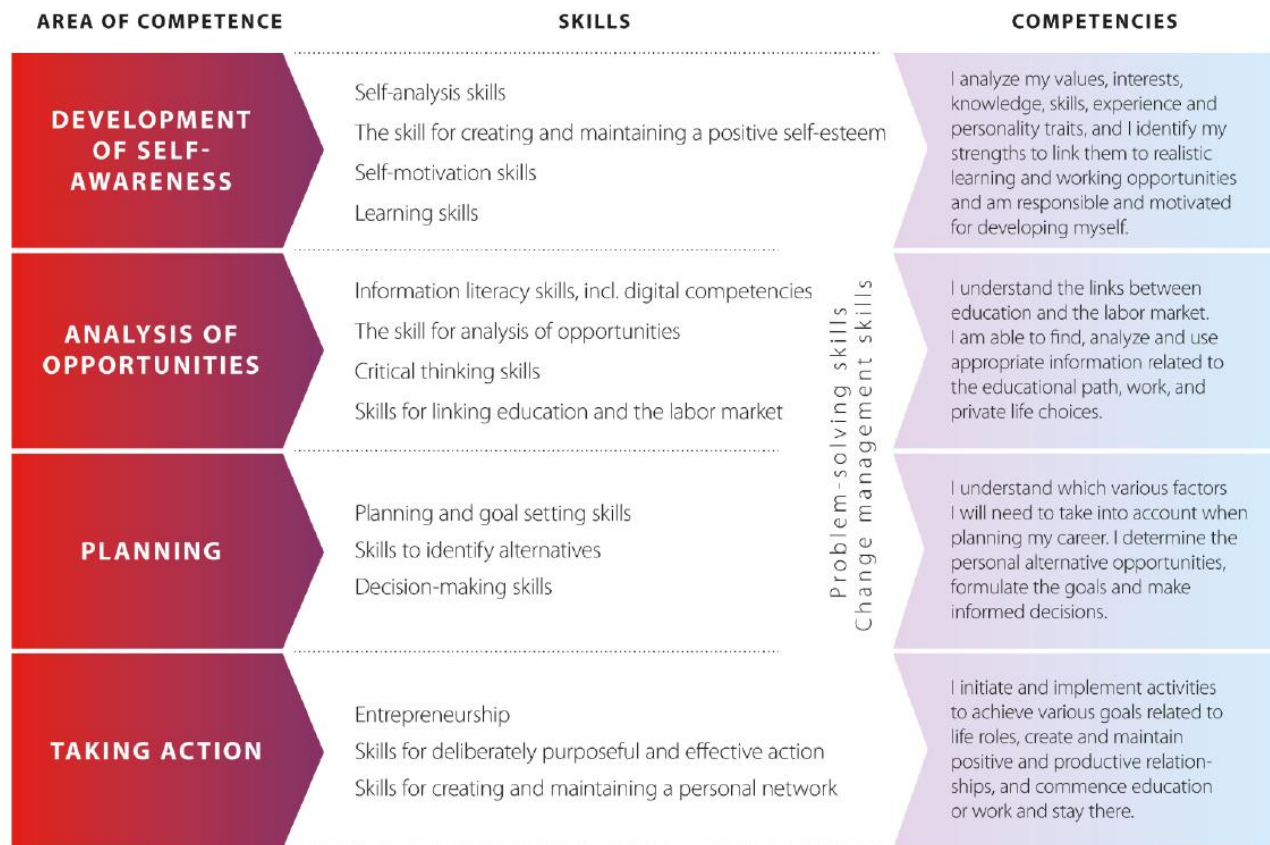 AREA OF COMPETENCE
SKILLS
COMPETENCIES
DEVELOPMENT
OF SELF-
AWARENESS
Self-analysis skills
The skill for creating and maintaining a positive self-esteem
Self-motivation skills
Learning skills
I analyze my values, interests,
knowledge, skills, experience and
personality traits, and I identify my
strengths to link them to realistic
learning and working opportunities
and am responsible and motivated
for developing myself.
ANALYSIS OF
OPPORTUNITIES
Information literacy skills, incl. digital competencies
The skill for analysis of opportunities
Critical thinking skills
Skills for linking education and the labor market
I understand the links between
education and the labor market.
I am able to find, analyze and use
appropriate information related to
the educational path, work, and
private life choices.
PLANNING
Planning and goal setting skills
Skills to identify alternatives
Decision-making skills
I understand which various factors
I will need to take into account when
planning my career. I determine the
personal alternative opportunities,
formulate the goals and make
informed decisions.
TAKING ACTION
Entrepreneurship
Skills for deliberately purposeful and effective action
Skills for creating and maintaining a personal network
I initiate and implement activities
to achieve various goals related to
life roles, create and maintain
positive and productive relation-
ships, and commence education
or work and stay there.
Problem-solving skills
Change management skills